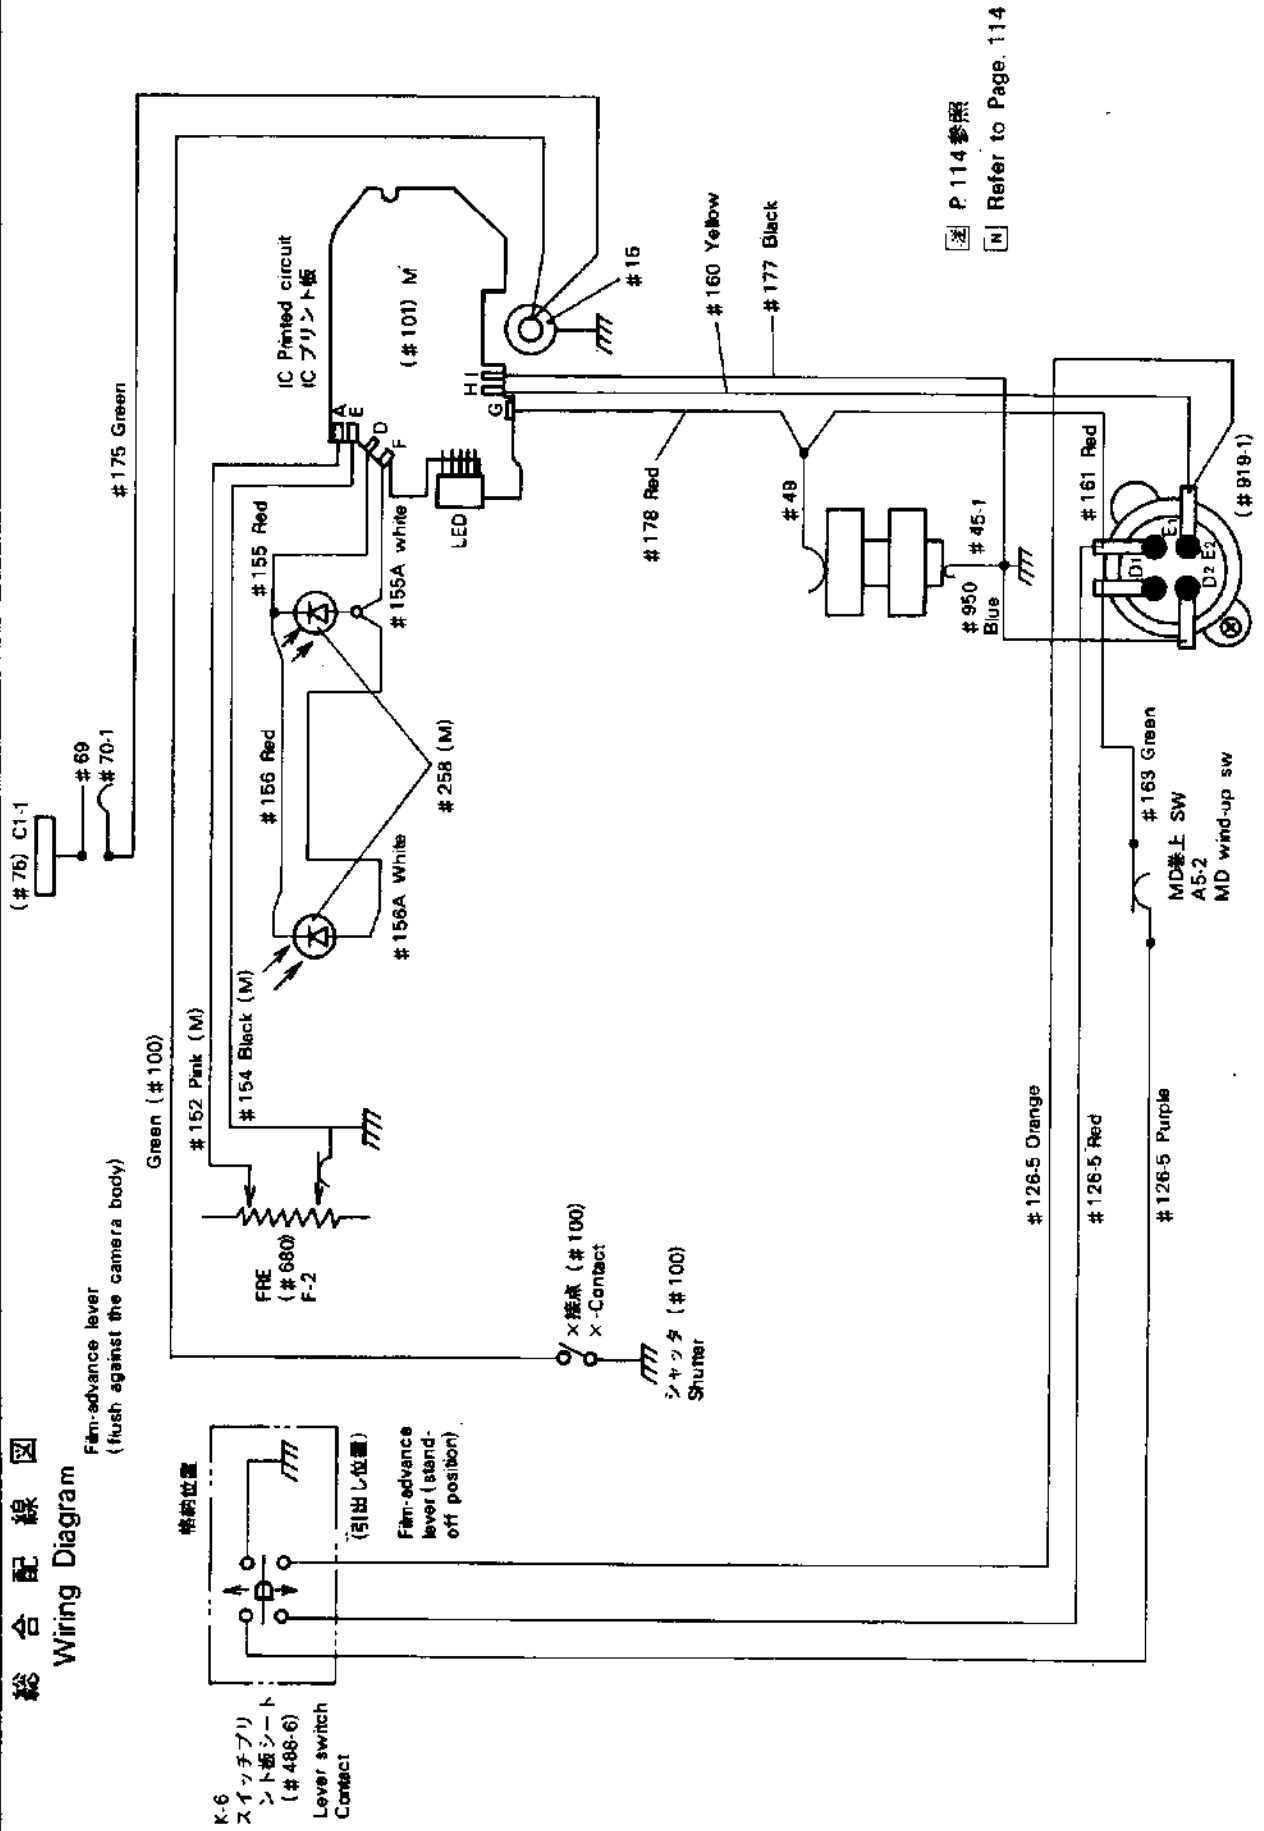 総合配線図
Wiring Diagram
Film-advance lever
(flush against the camera body)
(#75) C1-1
#69
#70-1
#175 Green
Green (#100)
#152 Pink (M)
#154 Black (M)
#156 Red
#155 Red
#156A White
#155A white
#258 (M)
IC Printed circuit
IC プリント板
(#101) M
A
E
D
F
G
H
I
LED
#15
K-6
スイッチプリ
ント板シート
(#488-6)
Lever switch
Contact
格納位置
(引出し位置)
Film-advance
lever (stand-
off position)
FRE
(#680)
F-2
X接点 (#100)
X-Contact
シャッタ (#100)
Shutter
#178 Red
#160 Yellow
#177 Black
#49
#45-1
#950
Blue
#161 Red
#163 Green
MD巻上 SW
A5-2
MD wind-up sw
D1
E1
D2
E2
(#919-1)
#126-5 Orange
#126-5 Red
#126-5 Purple
注 P. 114 参照
N Refer to Page. 114